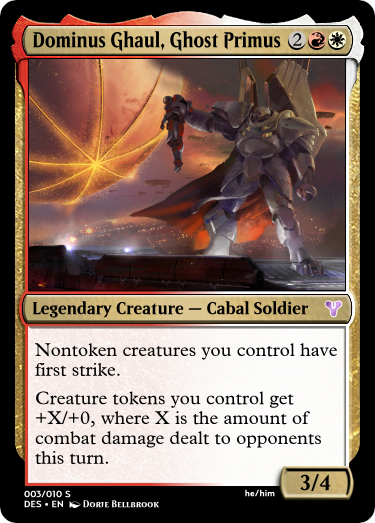 Dominus Ghaul, Ghost Primus 2
Legendary Creature — Cabal Soldier
Nontoken creatures you control have
first strike.
Creature tokens you control get
+X/+0, where X is the amount of
combat damage dealt to opponents
this turn.
3/4
003/010 S
he/him
DES • EN Dorje Bellbrook